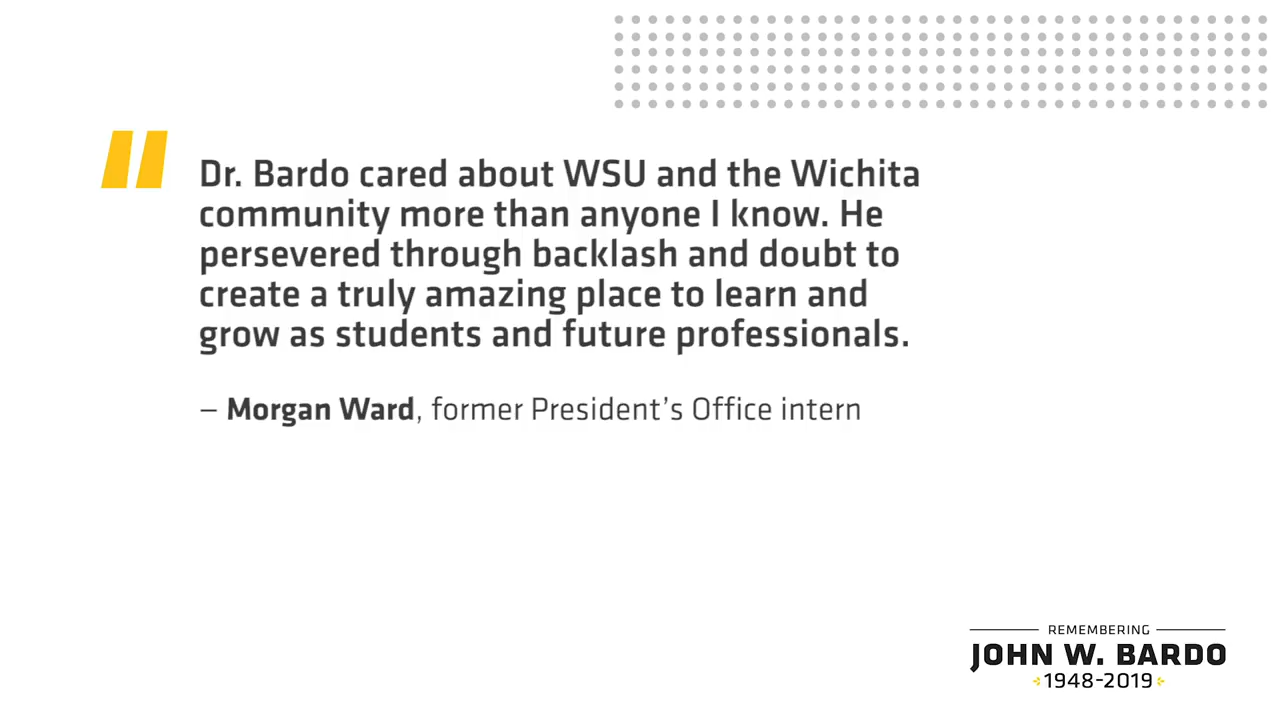 Dr. Bardo cared about WSU and the Wichita
community more than anyone I know. He
persevered through backlash and doubt to
create a truly amazing place to learn and
grow as students and future professionals.
– Morgan Ward, former President’s Office intern
REMEMBERING
JOHN W. BARDO
1948-2019